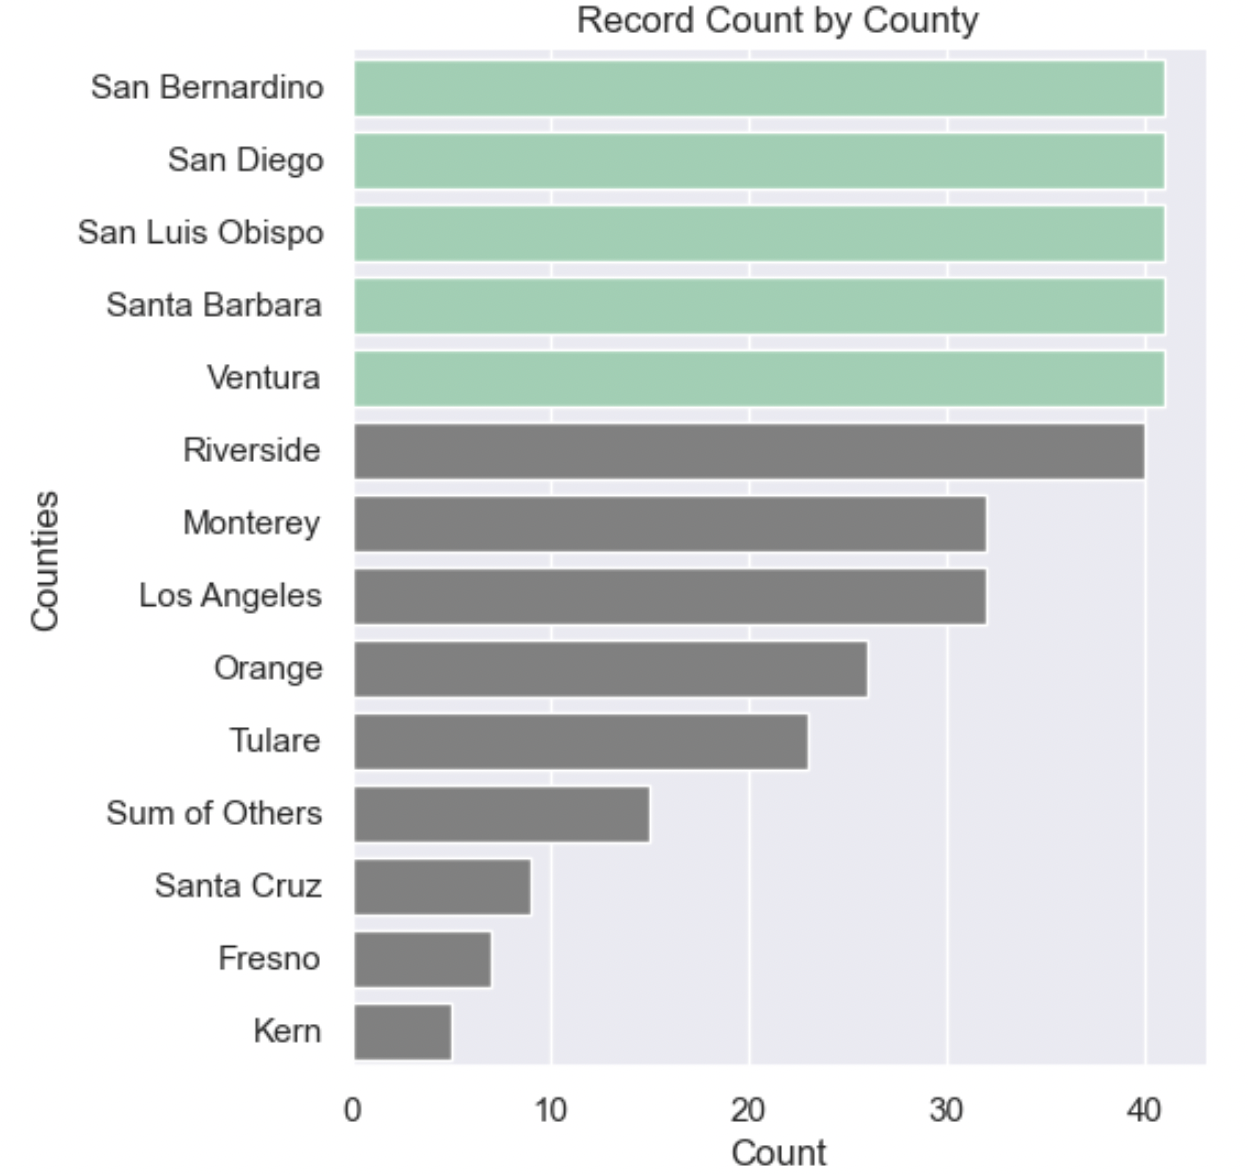 Record Count by County
San Bernardino
San Diego
San Luis Obispo
Santa Barbara
Ventura
Riverside
Monterey
Los Angeles
Orange
Tulare
Sum of Others
Santa Cruz
Fresno
Kern
Counties
0 10 20 30 40
Count